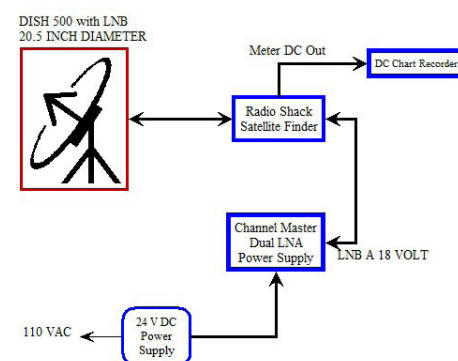 DISH 500 with LNB
20.5 INCH DIAMETER
Meter DC Out
DC Chart Recorder
Radio Shack
Satellite Finder
Channel Master
Dual LNA
Power Supply
LNB A 18 VOLT
110 VAC
24 V DC
Power
Supply